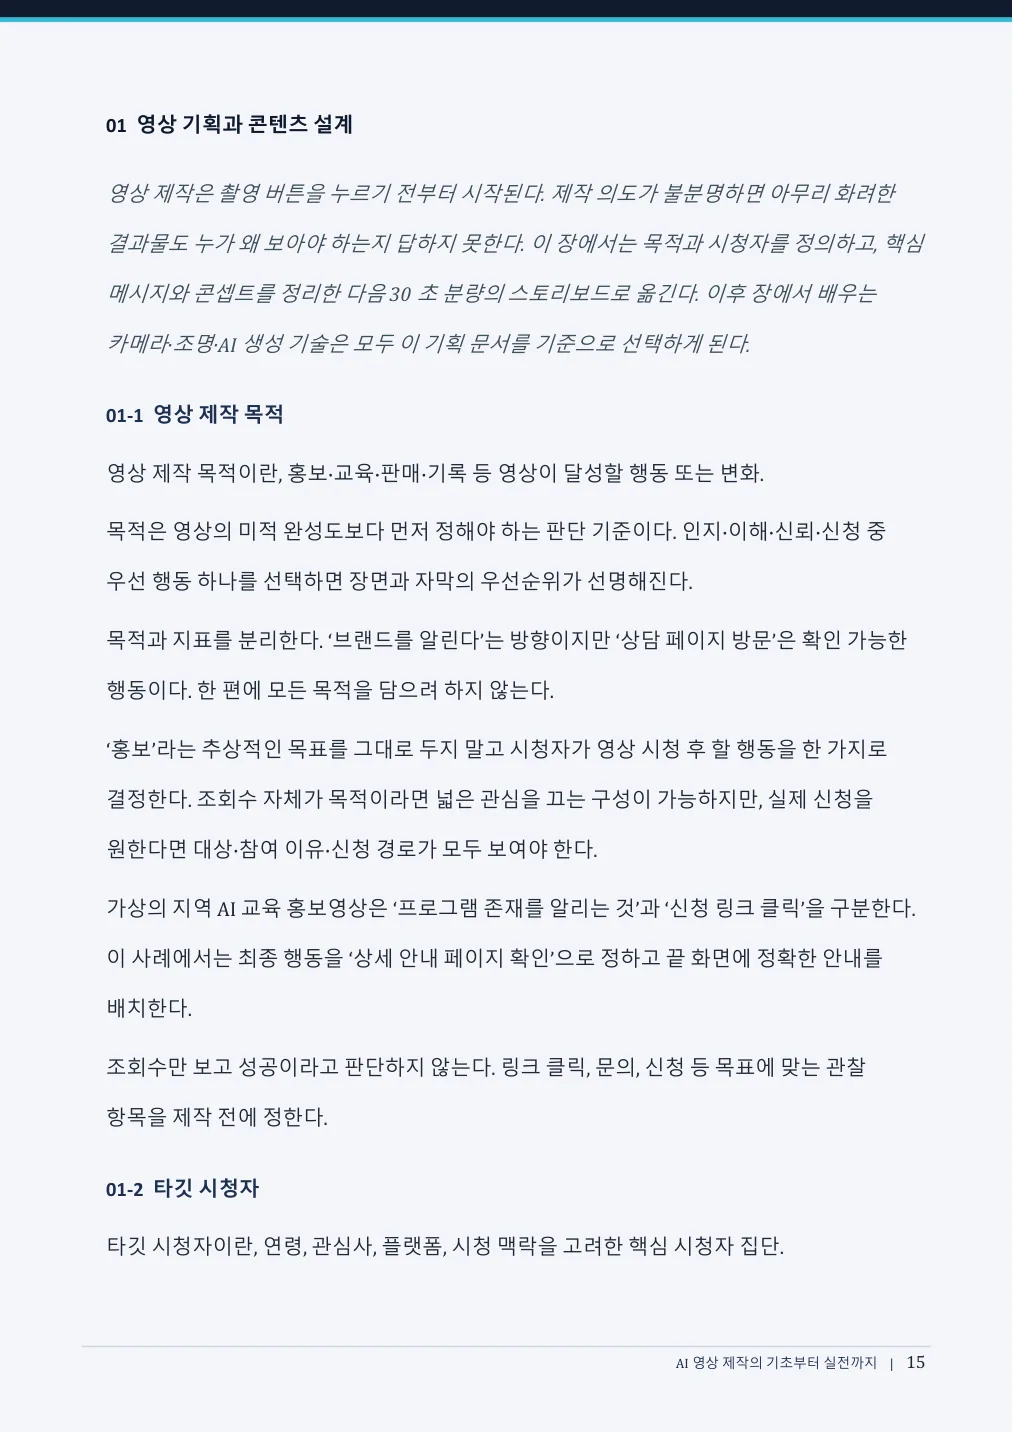 01 영상 기획과 콘텐츠 설계
영상 제작은 촬영 버튼을 누르기 전부터 시작된다. 제작 의도가 불분명하면 아무리 화려한
결과물도 누가 왜 보아야 하는지 답하지 못한다. 이 장에서는 목적과 시청자를 정의하고, 핵심
메시지와 콘셉트를 정리한 다음 30 초 분량의 스토리보드로 옮긴다. 이후 장에서 배우는
카메라·조명·AI 생성 기술은 모두 이 기획 문서를 기준으로 선택하게 된다.
01-1 영상 제작 목적
영상 제작 목적이란, 홍보·교육·판매·기록 등 영상이 달성할 행동 또는 변화.
목적은 영상의 미적 완성도보다 먼저 정해야 하는 판단 기준이다. 인지·이해·신뢰·신청 중
우선 행동 하나를 선택하면 장면과 자막의 우선순위가 선명해진다.
목적과 지표를 분리한다. ‘브랜드를 알린다’는 방향이지만 ‘상담 페이지 방문’은 확인 가능한
행동이다. 한 편에 모든 목적을 담으려 하지 않는다.
‘홍보’라는 추상적인 목표를 그대로 두지 말고 시청자가 영상 시청 후 할 행동을 한 가지로
결정한다. 조회수 자체가 목적이라면 넓은 관심을 끄는 구성이 가능하지만, 실제 신청을
원한다면 대상·참여 이유·신청 경로가 모두 보여야 한다.
가상의 지역 AI 교육 홍보영상은 ‘프로그램 존재를 알리는 것’과 ‘신청 링크 클릭’을 구분한다.
이 사례에서는 최종 행동을 ‘상세 안내 페이지 확인’으로 정하고 끝 화면에 정확한 안내를
배치한다.
조회수만 보고 성공이라고 판단하지 않는다. 링크 클릭, 문의, 신청 등 목표에 맞는 관찰
항목을 제작 전에 정한다.
01-2 타깃 시청자
타깃 시청자이란, 연령, 관심사, 플랫폼, 시청 맥락을 고려한 핵심 시청자 집단.
AI 영상 제작의 기초부터 실전까지 | 15